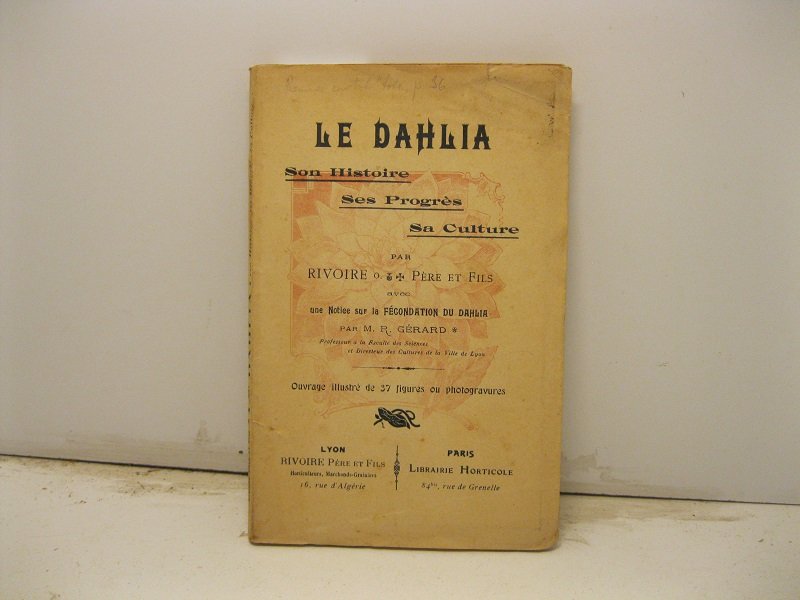 LE DAHLIA
Son Histoire
Ses Progrès
Sa Culture
PAR
RIVOIRE O. PÈRE ET FILS
avec
une Notice sur la FÉCONDATION DU DAHLIA
PAR M. R. GÉRARD *
Professeur à la Faculté des Sciences
et Directeur des Cultures de la Ville de Lyon
Ouvrage illustré de 37 figures ou photogravures
LYON
RIVOIRE PÈRE ET FILS
Horticulteurs, Marchands-Grainiers
16, rue d'Algérie
PARIS
LIBRAIRIE HORTICOLE
84bis, rue de Grenelle